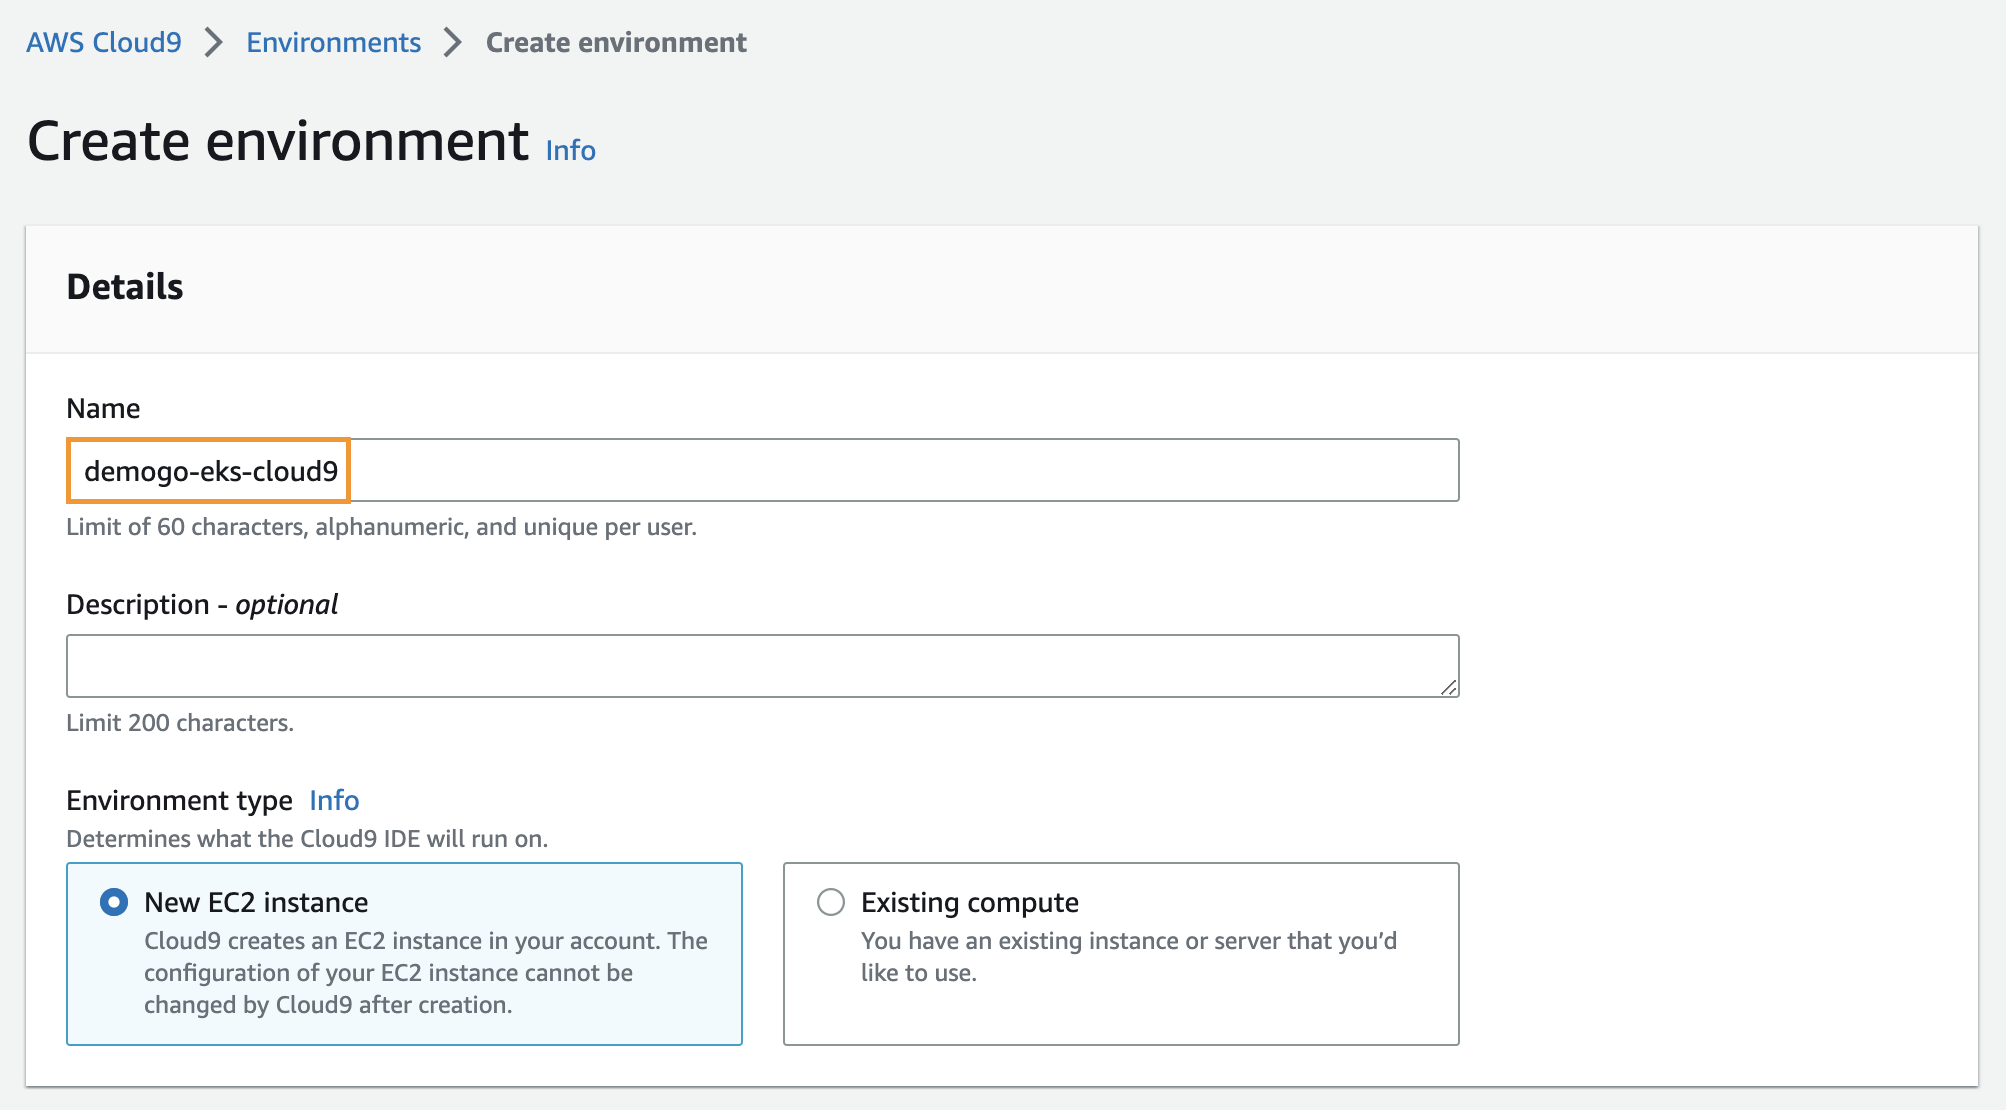 AWS Cloud9 > Environments > Create environment
Create environment Info
Details
Name
demogo-eks-cloud9
Limit of 60 characters, alphanumeric, and unique per user.
Description - optional
Limit 200 characters.
Environment type Info
Determines what the Cloud9 IDE will run on.
New EC2 instance
Cloud9 creates an EC2 instance in your account. The
configuration of your EC2 instance cannot be
changed by Cloud9 after creation.
Existing compute
You have an existing instance or server that you’d
like to use.